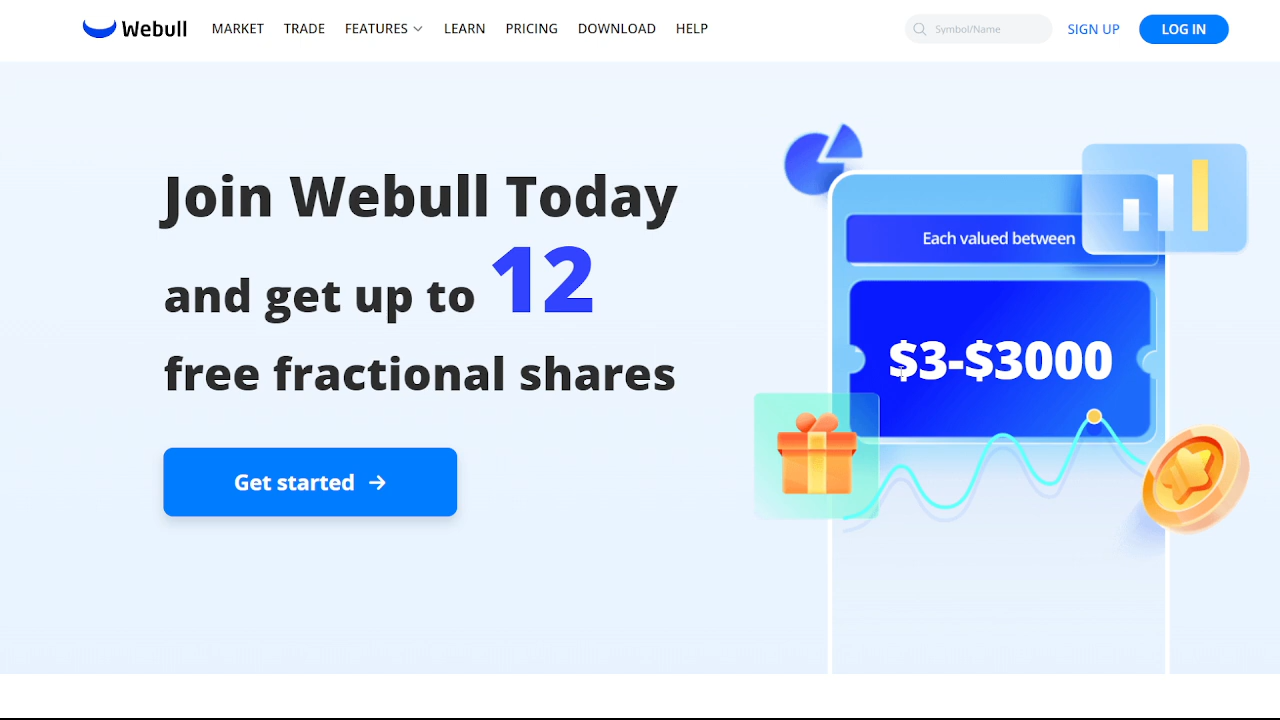 Webull
MARKET
TRADE
FEATURES
LEARN
PRICING
DOWNLOAD
HELP
Symbol/Name
SIGN UP
LOG IN
Join Webull Today
and get up to 12
free fractional shares
Get started
Each valued between
$3-$3000